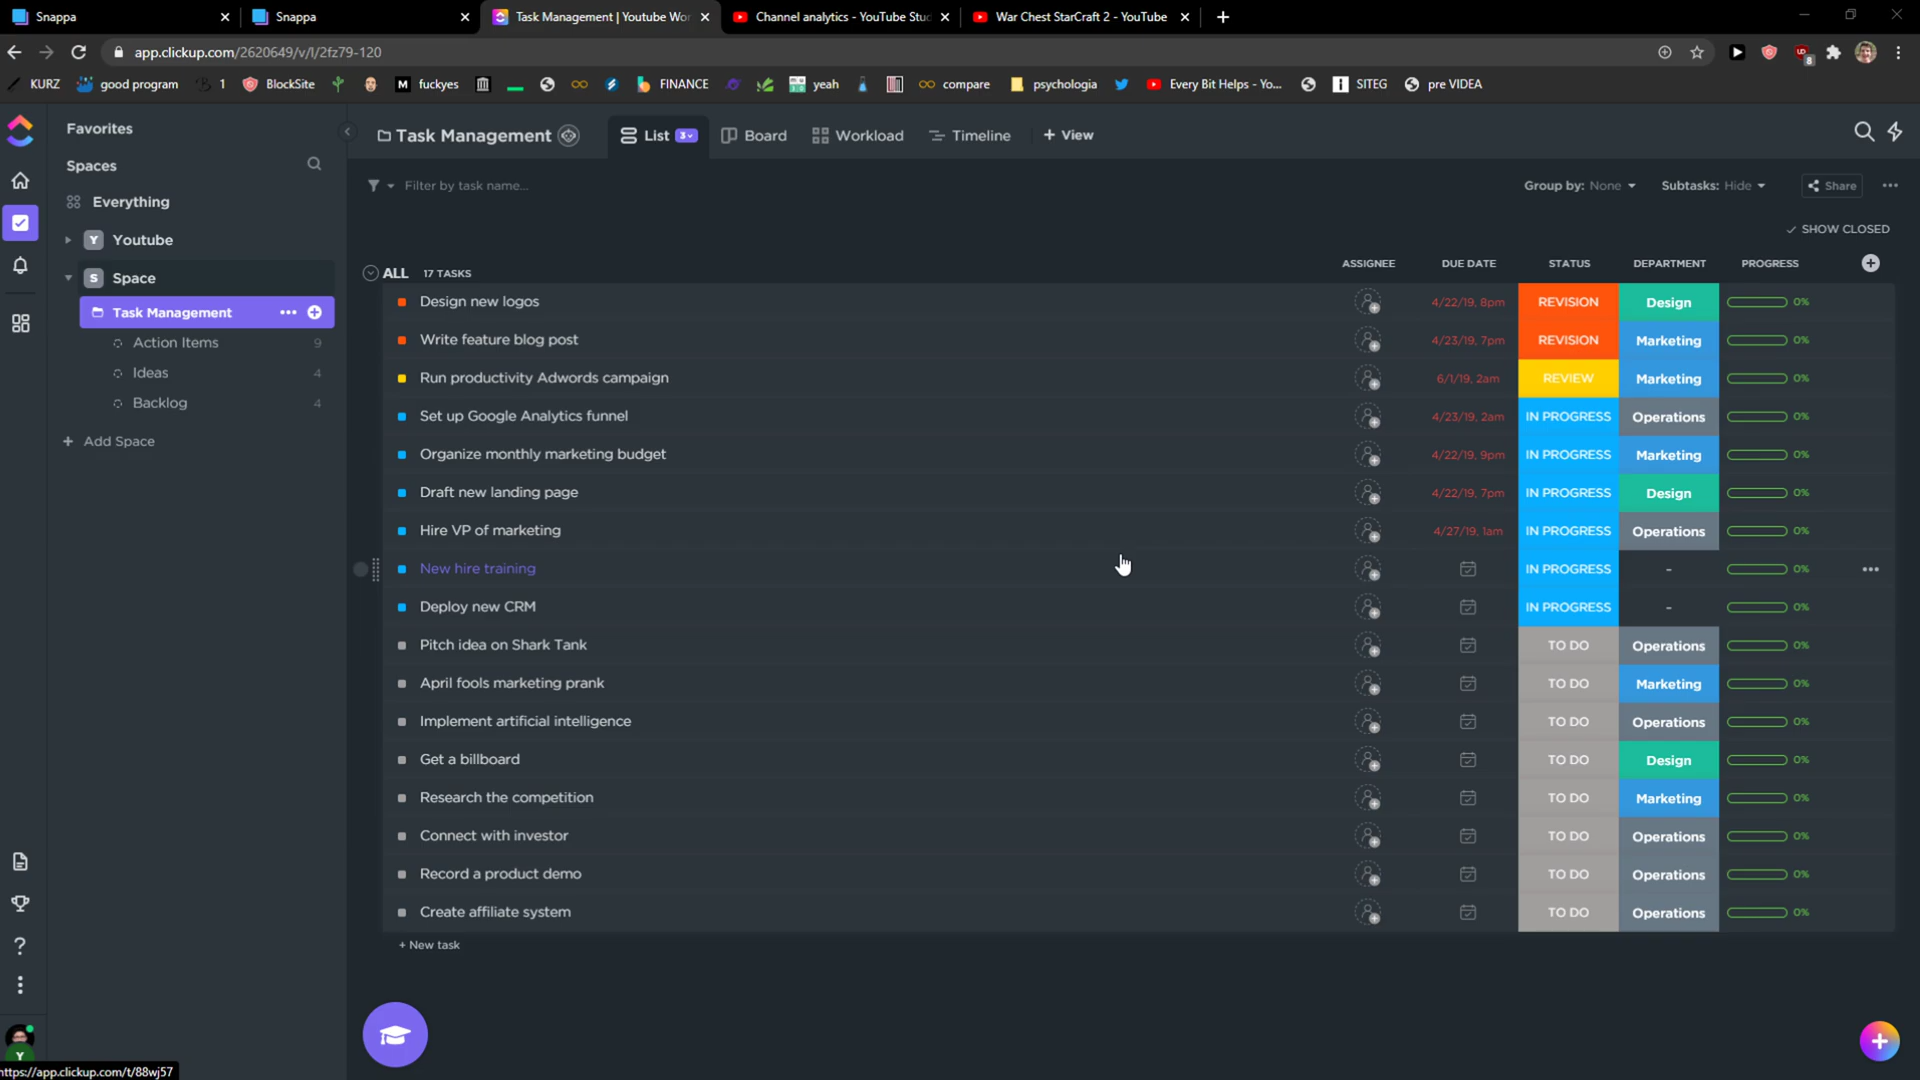 Snappa
Snappa
Task Management | Youtube Wor
Channel analytics - YouTube Stu
War Chest StarCraft 2 - YouTube
app.clickup.com/2620649/v/l/2fz79-120
8
KURZ
good program
1
BlockSite
M fuckyes
FINANCE
yeah
compare
psychologia
Every Bit Helps - Yo...
SITEG
pre VIDEA
Favorites
Task Management
List 3
Board
Workload
Timeline
+ View
Spaces
Filter by task name...
Group by: None
Subtasks: Hide
Share
Everything
SHOW CLOSED
Y Youtube
ALL 17 TASKS
ASSIGNEE DUE DATE STATUS DEPARTMENT PROGRESS
S Space
Task Management
Action Items 9
Ideas 4
Backlog 4
+ Add Space
Design new logos 4/22/19, 8pm REVISION Design 0%
Write feature blog post 4/23/19, 7pm REVISION Marketing 0%
Run productivity Adwords campaign 6/1/19, 2am REVIEW Marketing 0%
Set up Google Analytics funnel 4/23/19, 2am IN PROGRESS Operations 0%
Organize monthly marketing budget 4/22/19, 9pm IN PROGRESS Marketing 0%
Draft new landing page 4/22/19, 7pm IN PROGRESS Design 0%
Hire VP of marketing 4/27/19, 1am IN PROGRESS Operations 0%
New hire training IN PROGRESS - 0%
Deploy new CRM IN PROGRESS - 0%
Pitch idea on Shark Tank TO DO Operations 0%
April fools marketing prank TO DO Marketing 0%
Implement artificial intelligence TO DO Operations 0%
Get a billboard TO DO Design 0%
Research the competition TO DO Marketing 0%
Connect with investor TO DO Operations 0%
Record a product demo TO DO Operations 0%
Create affiliate system TO DO Operations 0%
+ New task
Y
https://app.clickup.com/t/88wj57